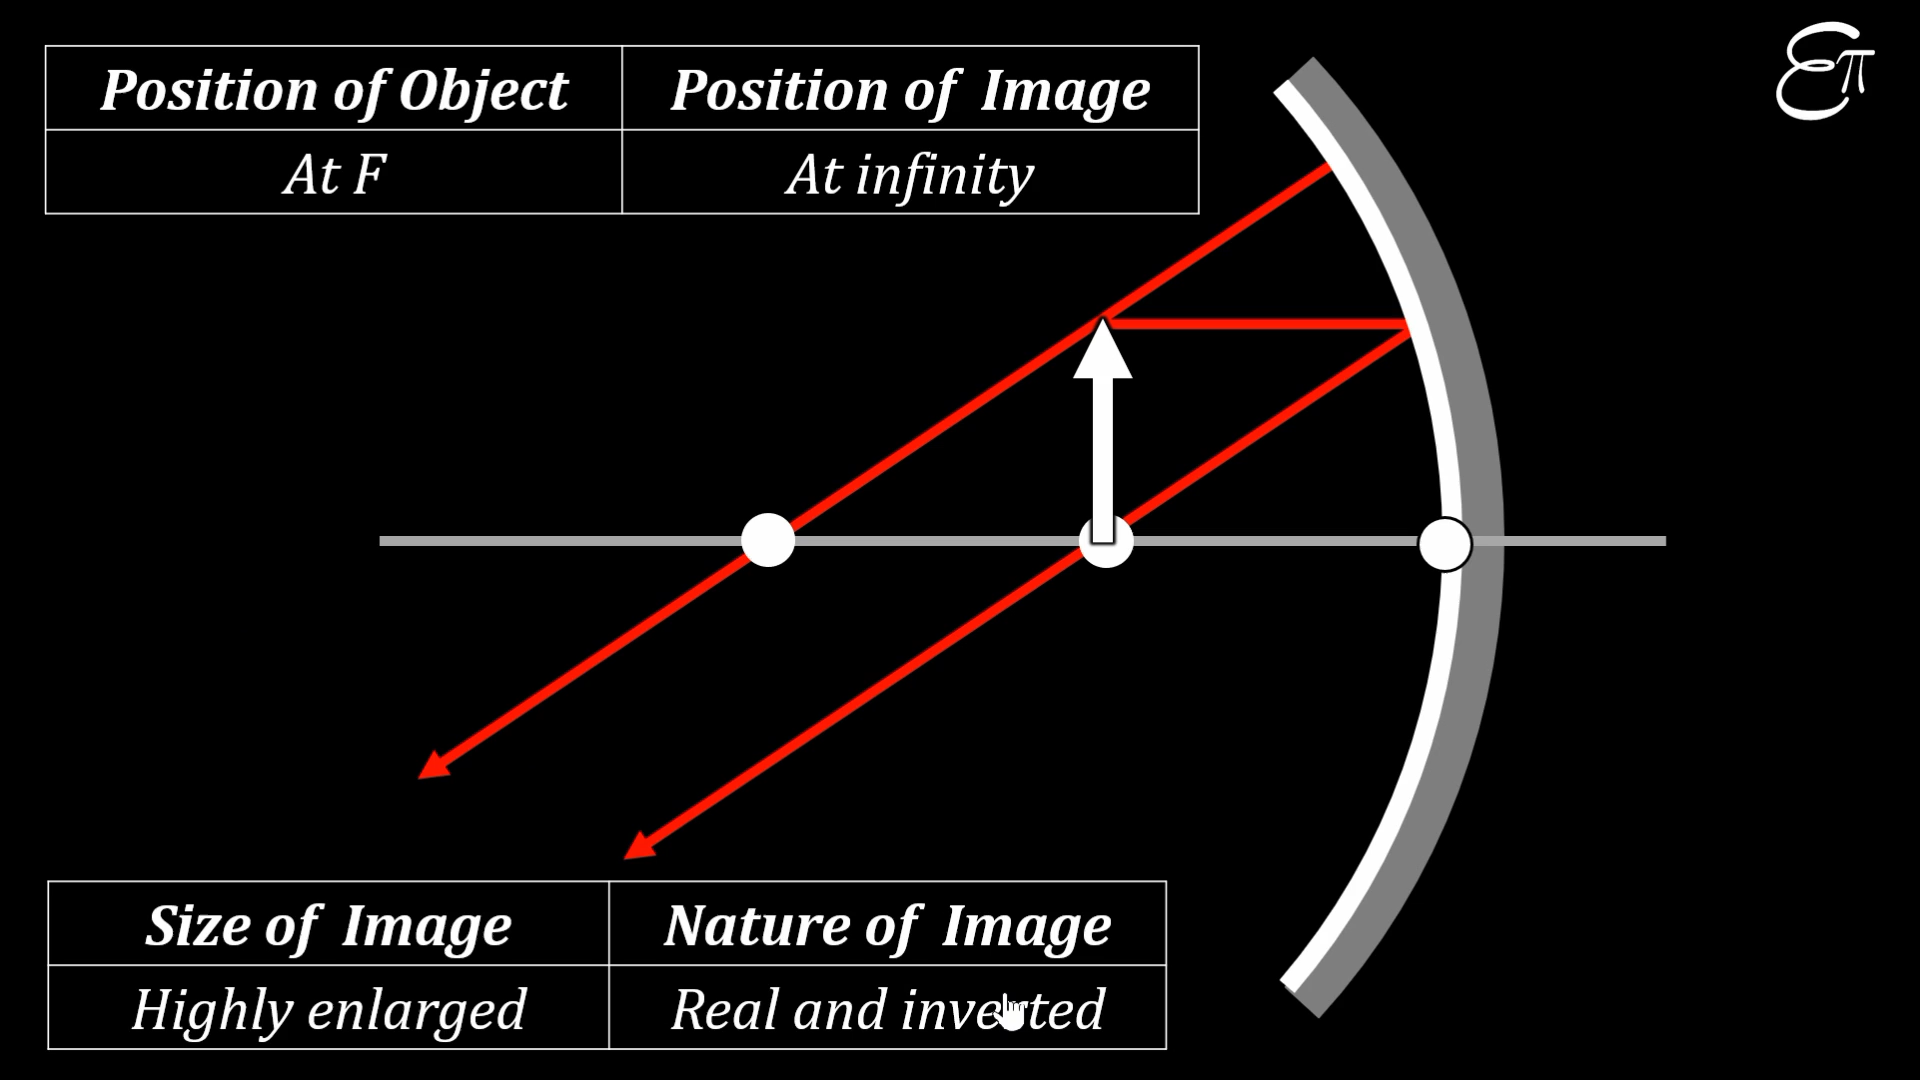 Position of Object
Position of Image
At F
At infinity
επ
Size of Image
Nature of Image
Highly enlarged
Real and inverted